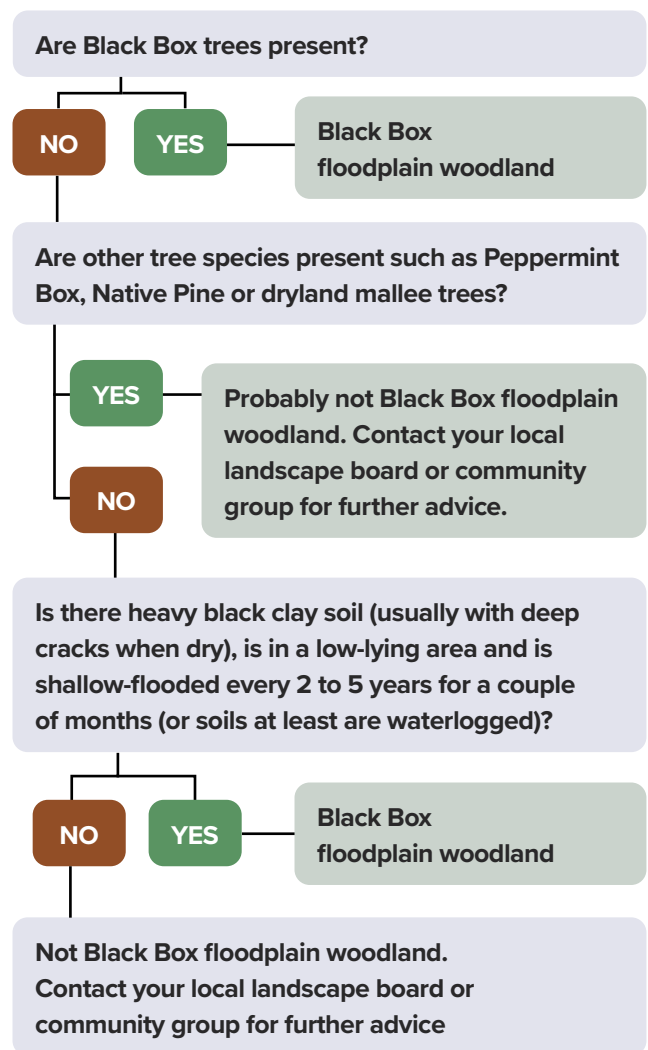 Are Black Box trees present?
NO
YES
Black Box
floodplain woodland
Are other tree species present such as Peppermint
Box, Native Pine or dryland mallee trees?
YES
Probably not Black Box floodplain
woodland. Contact your local
landscape board or community
group for further advice.
NO
Is there heavy black clay soil (usually with deep
cracks when dry), is in a low-lying area and is
shallow-flooded every 2 to 5 years for a couple
of months (or soils at least are waterlogged)?
NO
YES
Black Box
floodplain woodland
Not Black Box floodplain woodland.
Contact your local landscape board or
community group for further advice